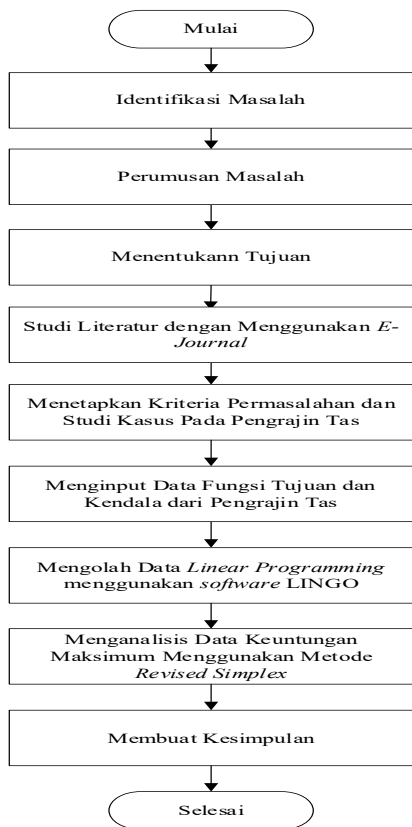 Mulai
Identifikasi Masalah
Perumusan Masalah
Menentukann Tujuan
Studi Literatur dengan Menggunakan E-
Journal
Menetapkan Kriteria Permasalahan dan
Studi Kasus Pada Pengrajin Tas
Menginput Data Fungsi Tujuan dan
Kendala dari Pengrajin Tas
Mengolah Data Linear Programming
menggunakan software LINGO
Menganalisis Data Keuntungan
Maksimum Menggunakan Metode
Revised Simplex
Membuat Kesimpulan
Selesai